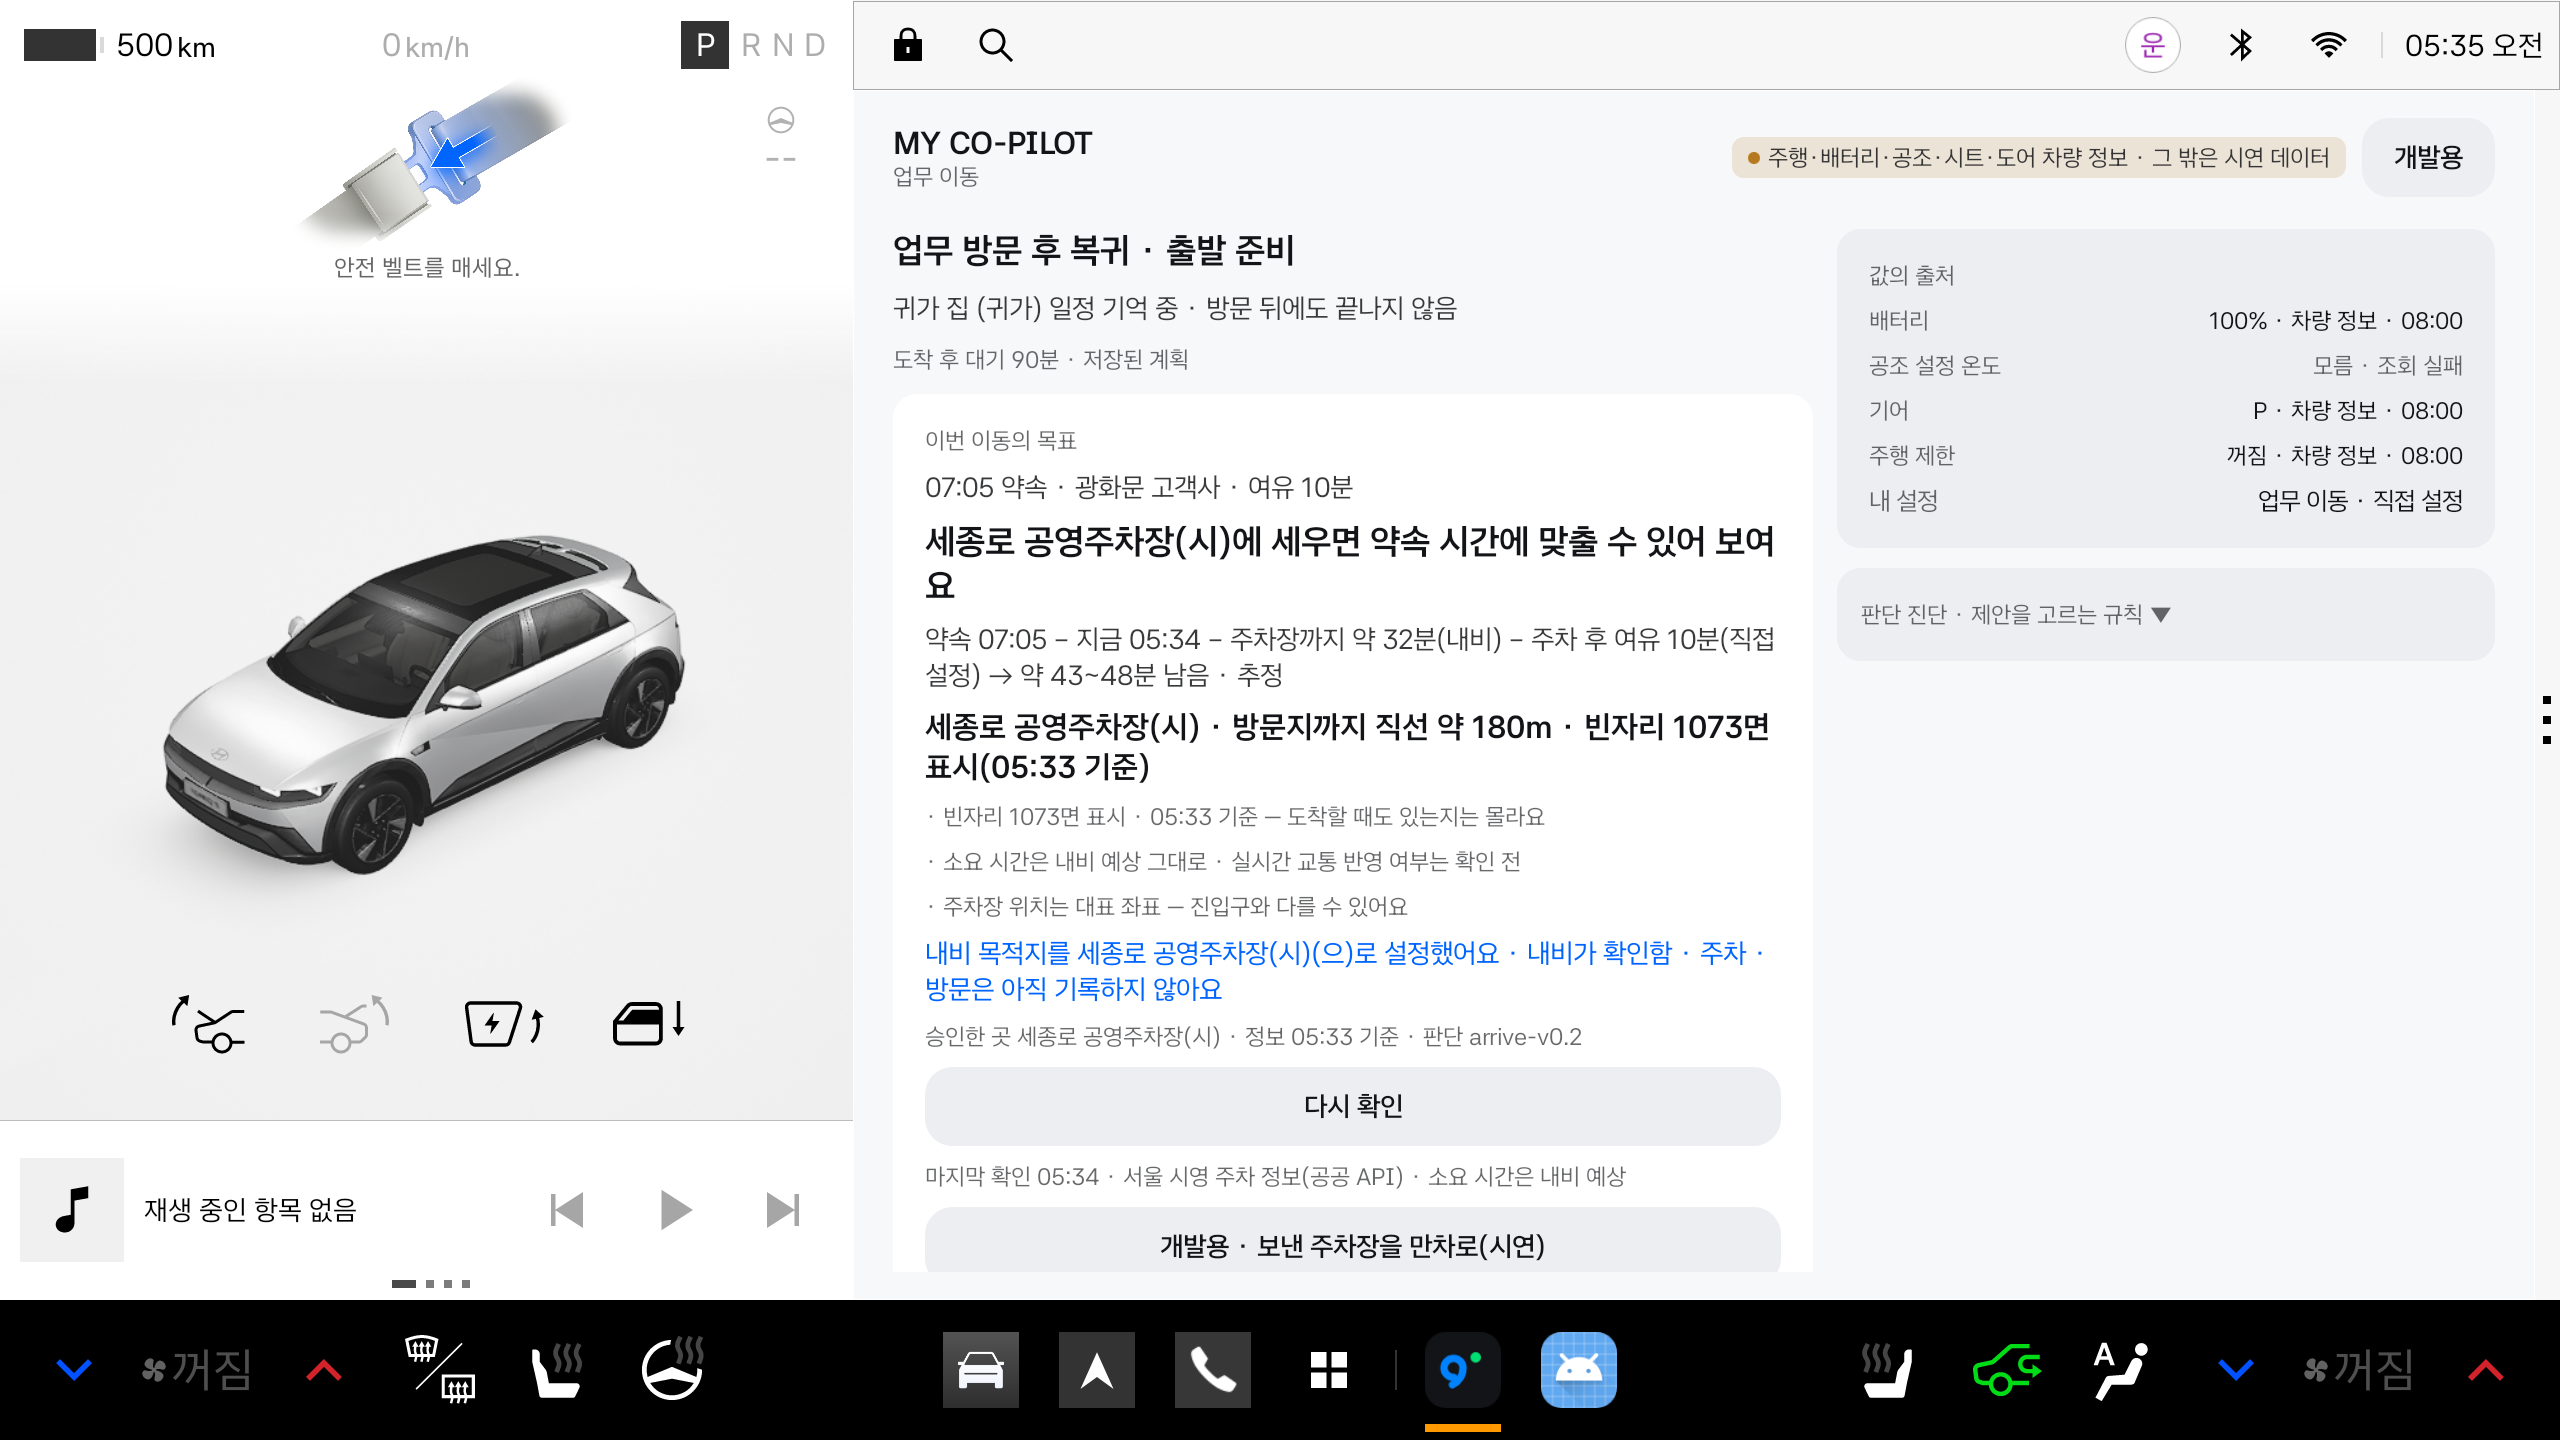 500 km
0 km/h
P R N D
안전 벨트를 매세요.
재생 중인 항목 없음
운
05:35 오전
MY CO-PILOT
업무 이동
주행·배터리·공조·시트·도어 차량 정보 · 그 밖은 시연 데이터
개발용
업무 방문 후 복귀 · 출발 준비
귀가 집 (귀가) 일정 기억 중 · 방문 뒤에도 끝나지 않음
도착 후 대기 90분 · 저장된 계획
이번 이동의 목표
07:05 약속 · 광화문 고객사 · 여유 10분
세종로 공영주차장(시)에 세우면 약속 시간에 맞출 수 있어 보여
요
약속 07:05 − 지금 05:34 − 주차장까지 약 32분(내비) − 주차 후 여유 10분(직접
설정) → 약 43~48분 남음 · 추정
세종로 공영주차장(시) · 방문지까지 직선 약 180m · 빈자리 1073면
표시(05:33 기준)
· 빈자리 1073면 표시 · 05:33 기준 — 도착할 때도 있는지는 몰라요
· 소요 시간은 내비 예상 그대로 · 실시간 교통 반영 여부는 확인 전
· 주차장 위치는 대표 좌표 — 진입구와 다를 수 있어요
내비 목적지를 세종로 공영주차장(시)(으)로 설정했어요 · 내비가 확인함 · 주차 ·
방문은 아직 기록하지 않아요
승인한 곳 세종로 공영주차장(시) · 정보 05:33 기준 · 판단 arrive-v0.2
다시 확인
마지막 확인 05:34 · 서울 시영 주차 정보(공공 API) · 소요 시간은 내비 예상
개발용 · 보낸 주차장을 만차로(시연)
값의 출처
배터리 100% · 차량 정보 · 08:00
공조 설정 온도 모름 · 조회 실패
기어 P · 차량 정보 · 08:00
주행 제한 꺼짐 · 차량 정보 · 08:00
내 설정 업무 이동 · 직접 설정
판단 진단 · 제안을 고르는 규칙 ▼
꺼짐
A
꺼짐